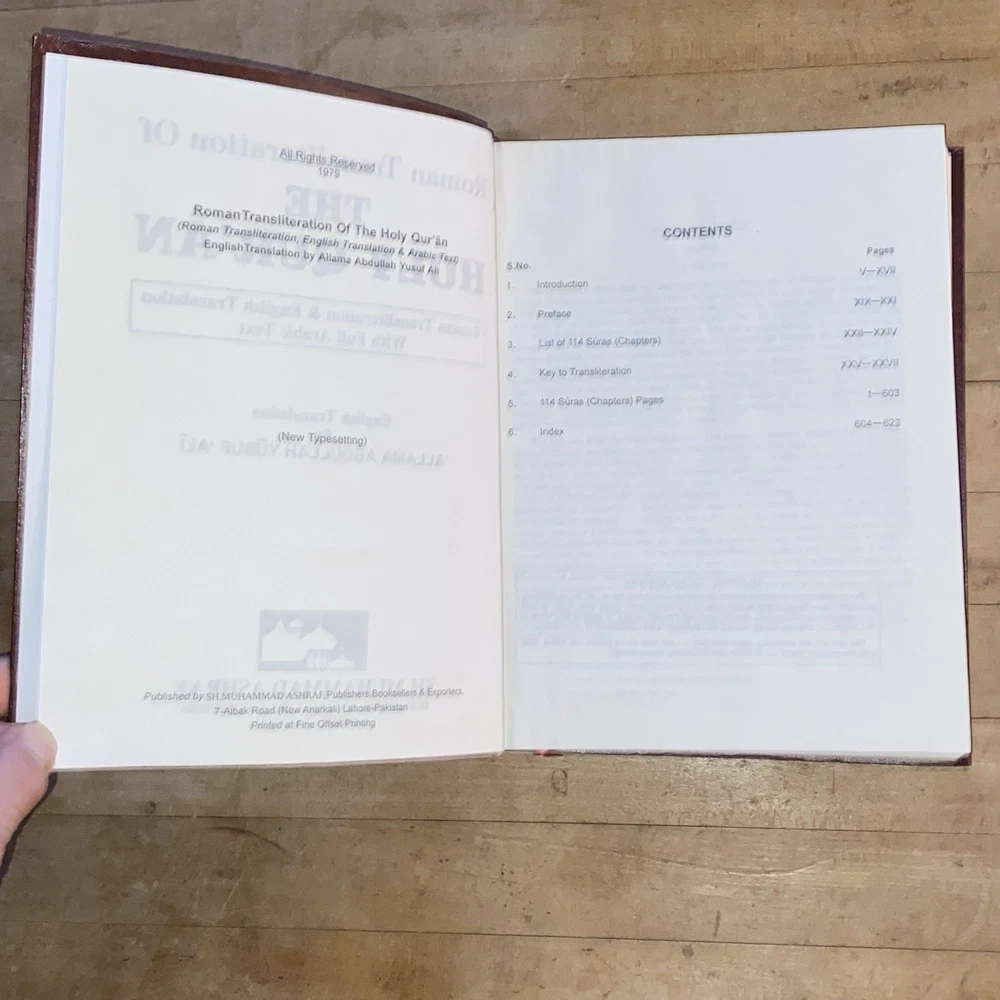 All Rights Reserved
1979
Roman Transliteration Of The Holy Qur'ān
(Roman Transliteration, English Translation & Arabic Text)
English Translation by Allama Abdullah Yusuf Ali
(New Typesetting)
Published by SH.MUHAMMAD ASHRAF, Publishers, Booksellers & Exporters,
7-Aibak Road (New Anarkali) Lahore-Pakistan
Printed at Fine Offset Printing
CONTENTS
S.No. Pages
1. Introduction V—XVII
2. Preface XIX—XXI
3. List of 114 Sūras (Chapters) XXII—XXIV
4. Key to Transliteration XXV—XXVII
5. 114 Sūras (Chapters) Pages 1—603
6. Index 604—623